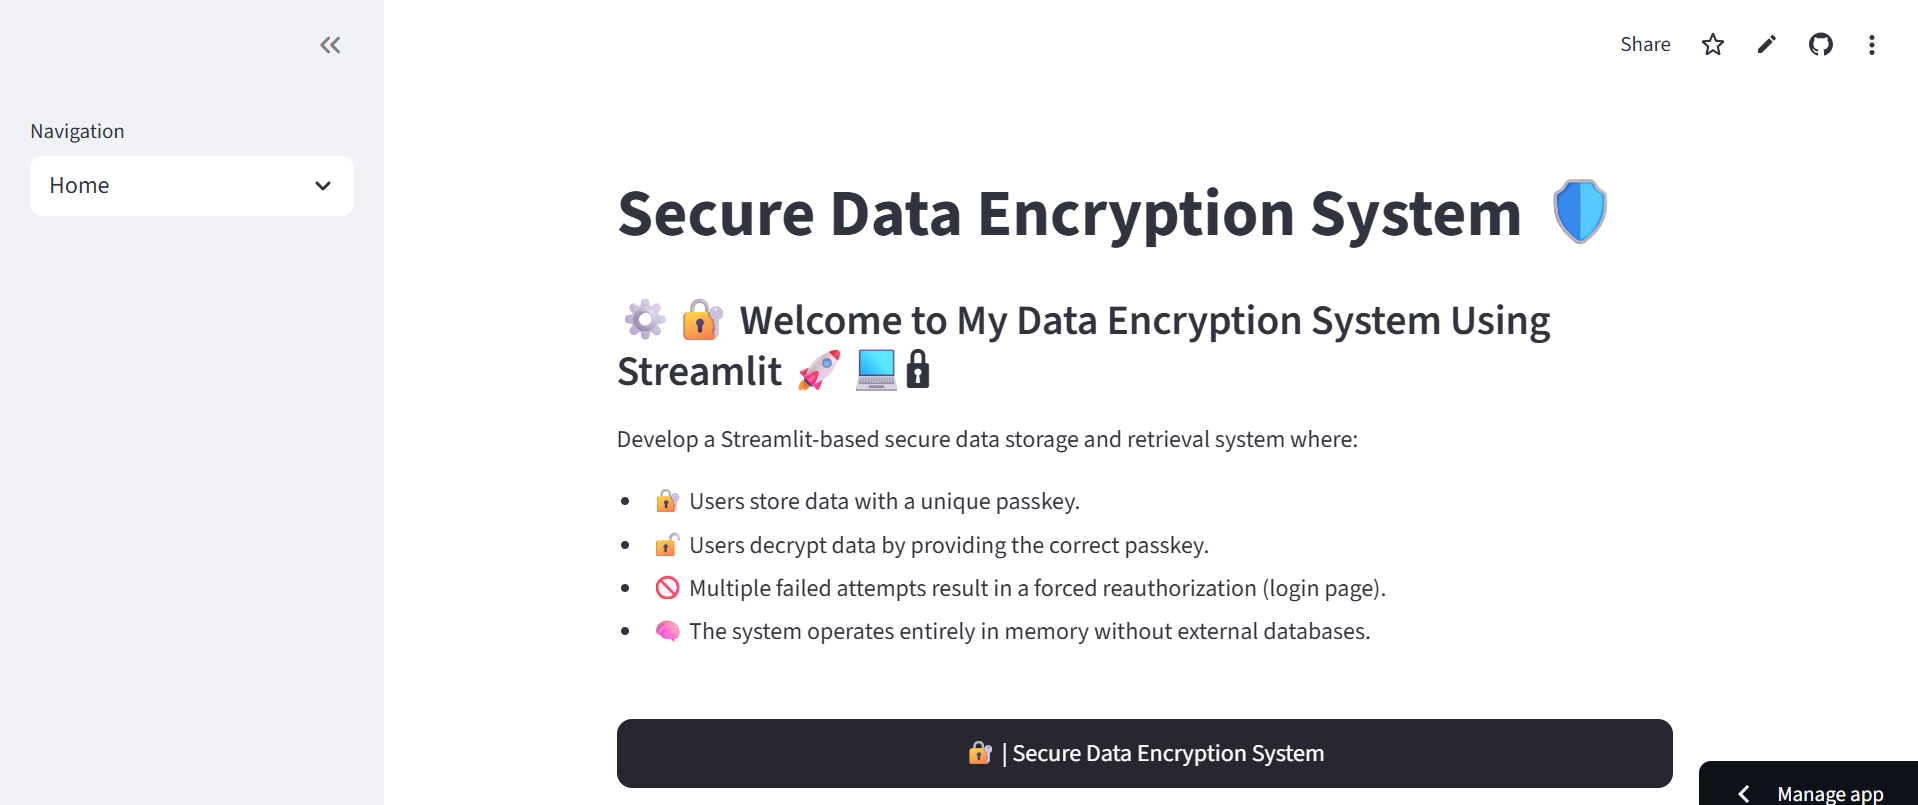 Share
Navigation
Home
Secure Data Encryption System 🛡️
⚙️ 🔐 Welcome to My Data Encryption System Using
Streamlit 🚀 💻🔒
Develop a Streamlit-based secure data storage and retrieval system where:
• 🔐 Users store data with a unique passkey.
• 🔓 Users decrypt data by providing the correct passkey.
• 🚫 Multiple failed attempts result in a forced reauthorization (login page).
• 🧠 The system operates entirely in memory without external databases.
🔐 | Secure Data Encryption System
Manage app